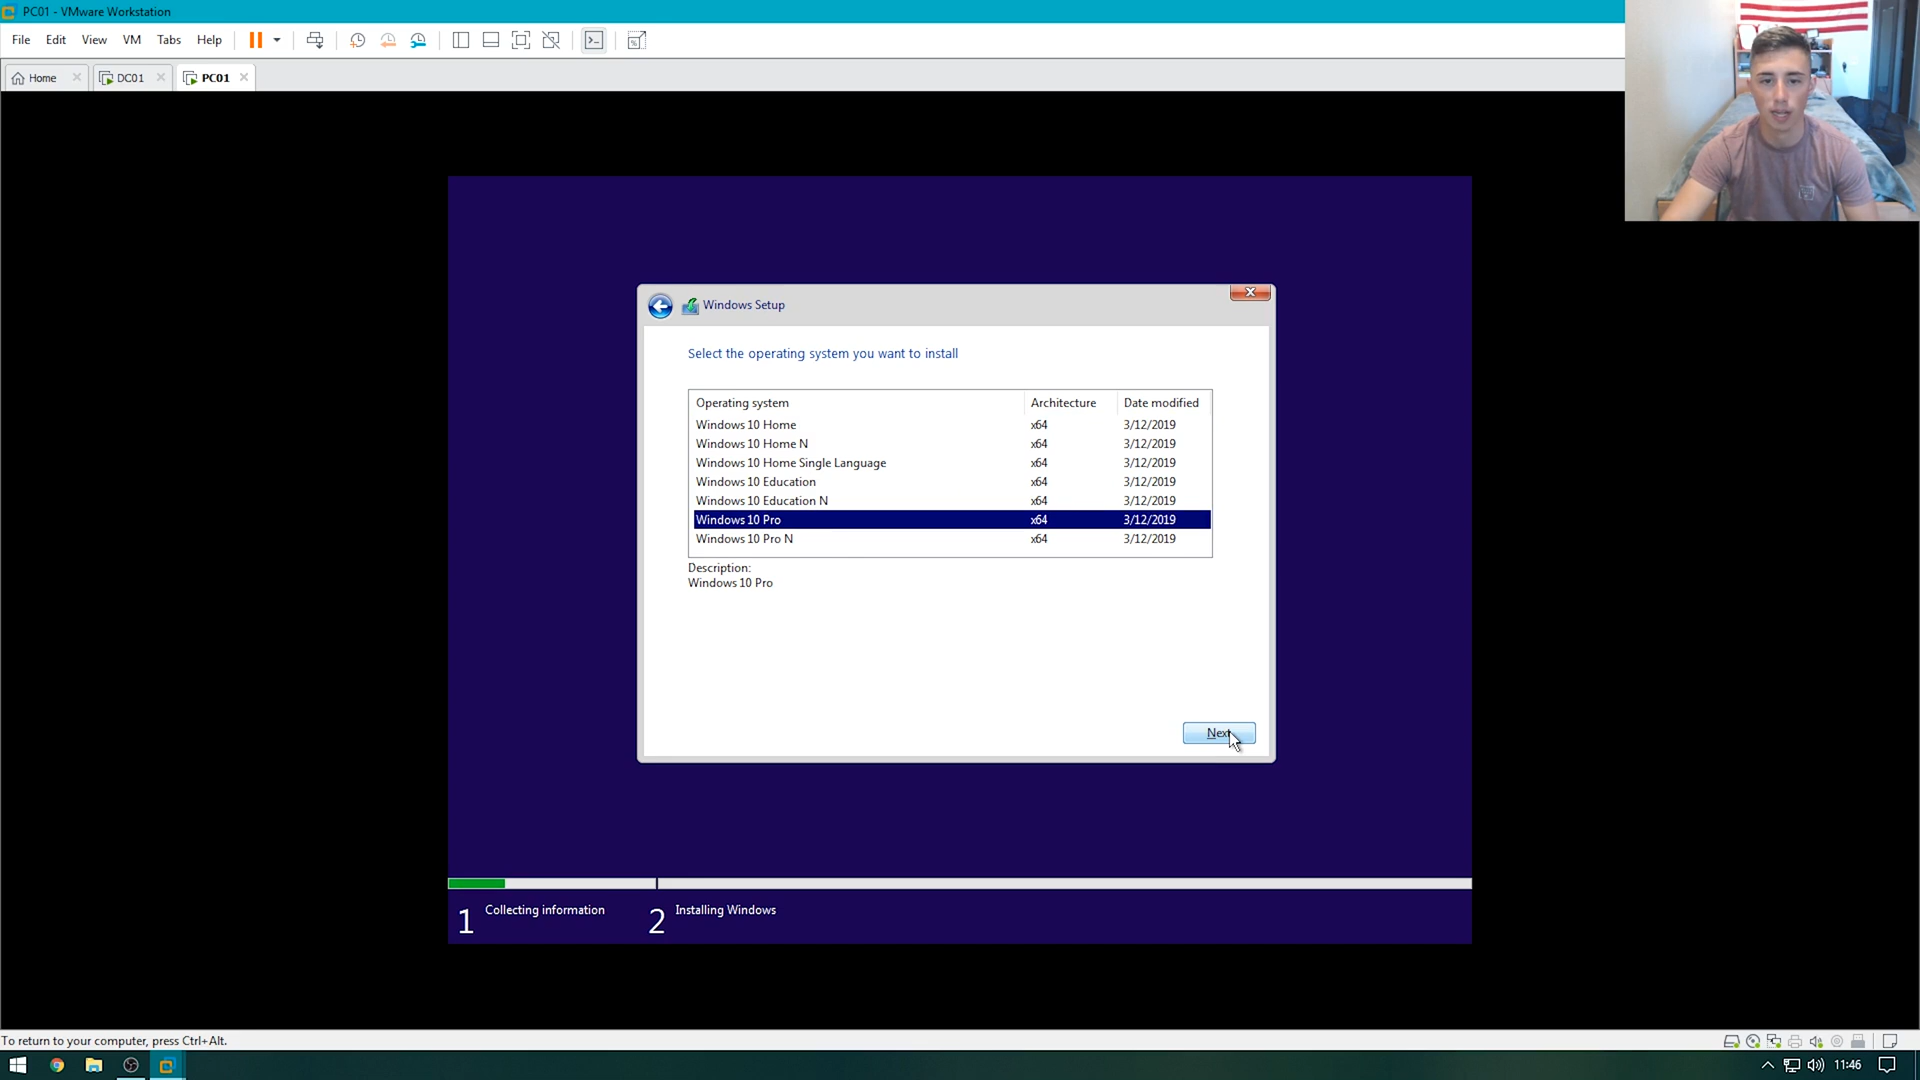 PC01 - VMware Workstation
File Edit View VM Tabs Help
Home DC01 PC01
Windows Setup
Select the operating system you want to install
Operating system Architecture Date modified
Windows 10 Home x64 3/12/2019
Windows 10 Home N x64 3/12/2019
Windows 10 Home Single Language x64 3/12/2019
Windows 10 Education x64 3/12/2019
Windows 10 Education N x64 3/12/2019
Windows 10 Pro x64 3/12/2019
Windows 10 Pro N x64 3/12/2019
Description:
Windows 10 Pro
Next
1 Collecting information 2 Installing Windows
To return to your computer, press Ctrl+Alt.
11:46